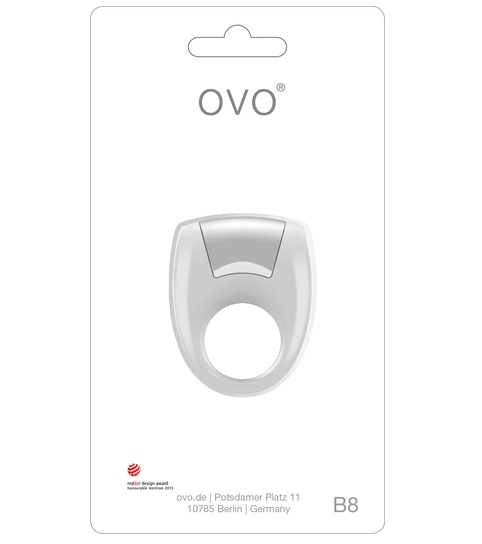 OVO®
reddot design award
honourable mention 2013
ovo.de | Potsdamer Platz 11
10785 Berlin | Germany
B8